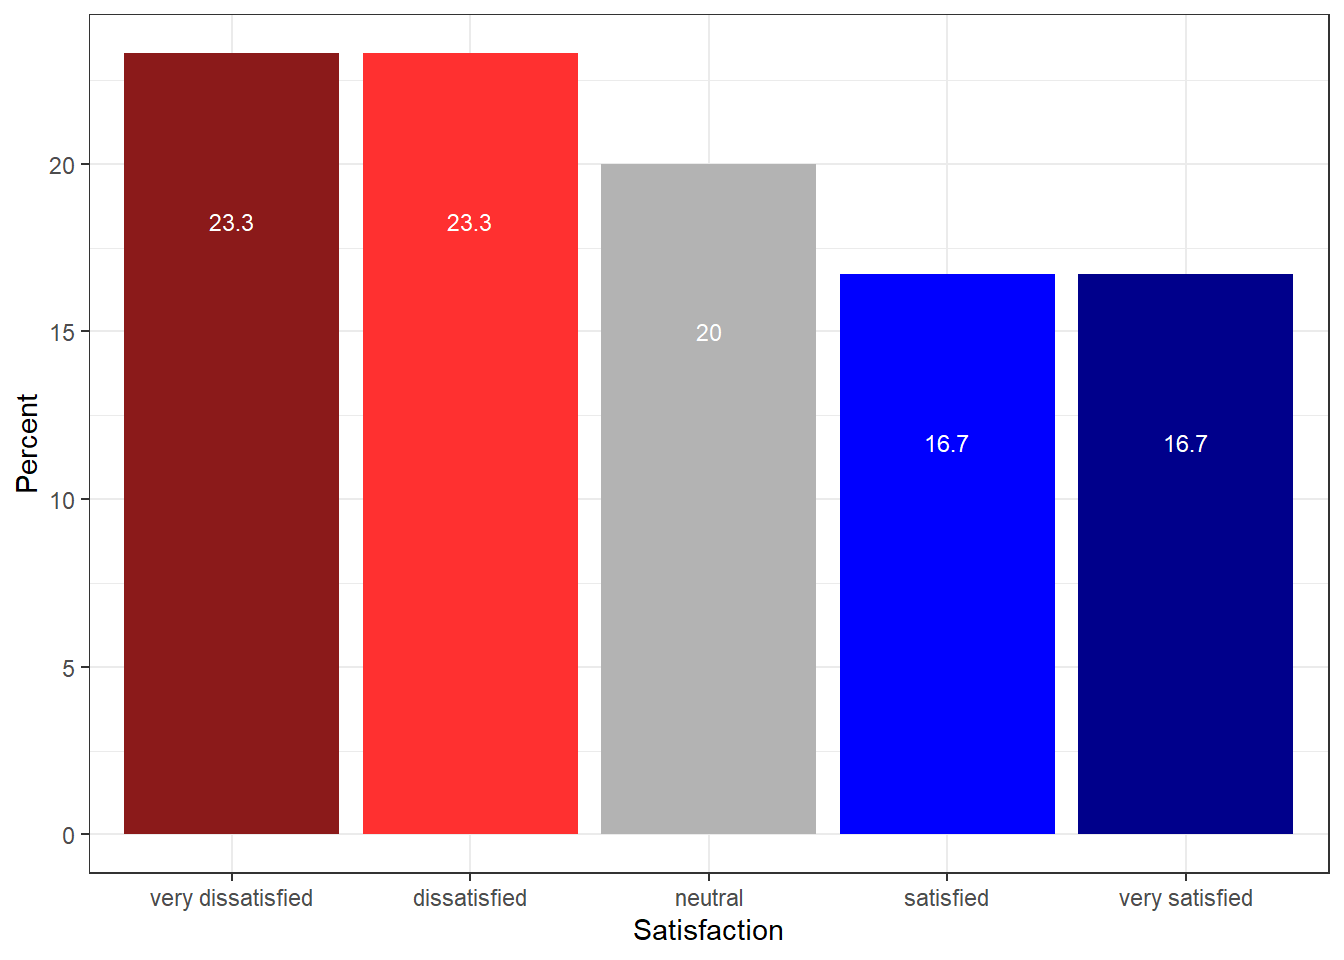 Percent
20
15
10
5
0
23.3
23.3
20
16.7
16.7
very dissatisfied
dissatisfied
neutral
satisfied
very satisfied
Satisfaction